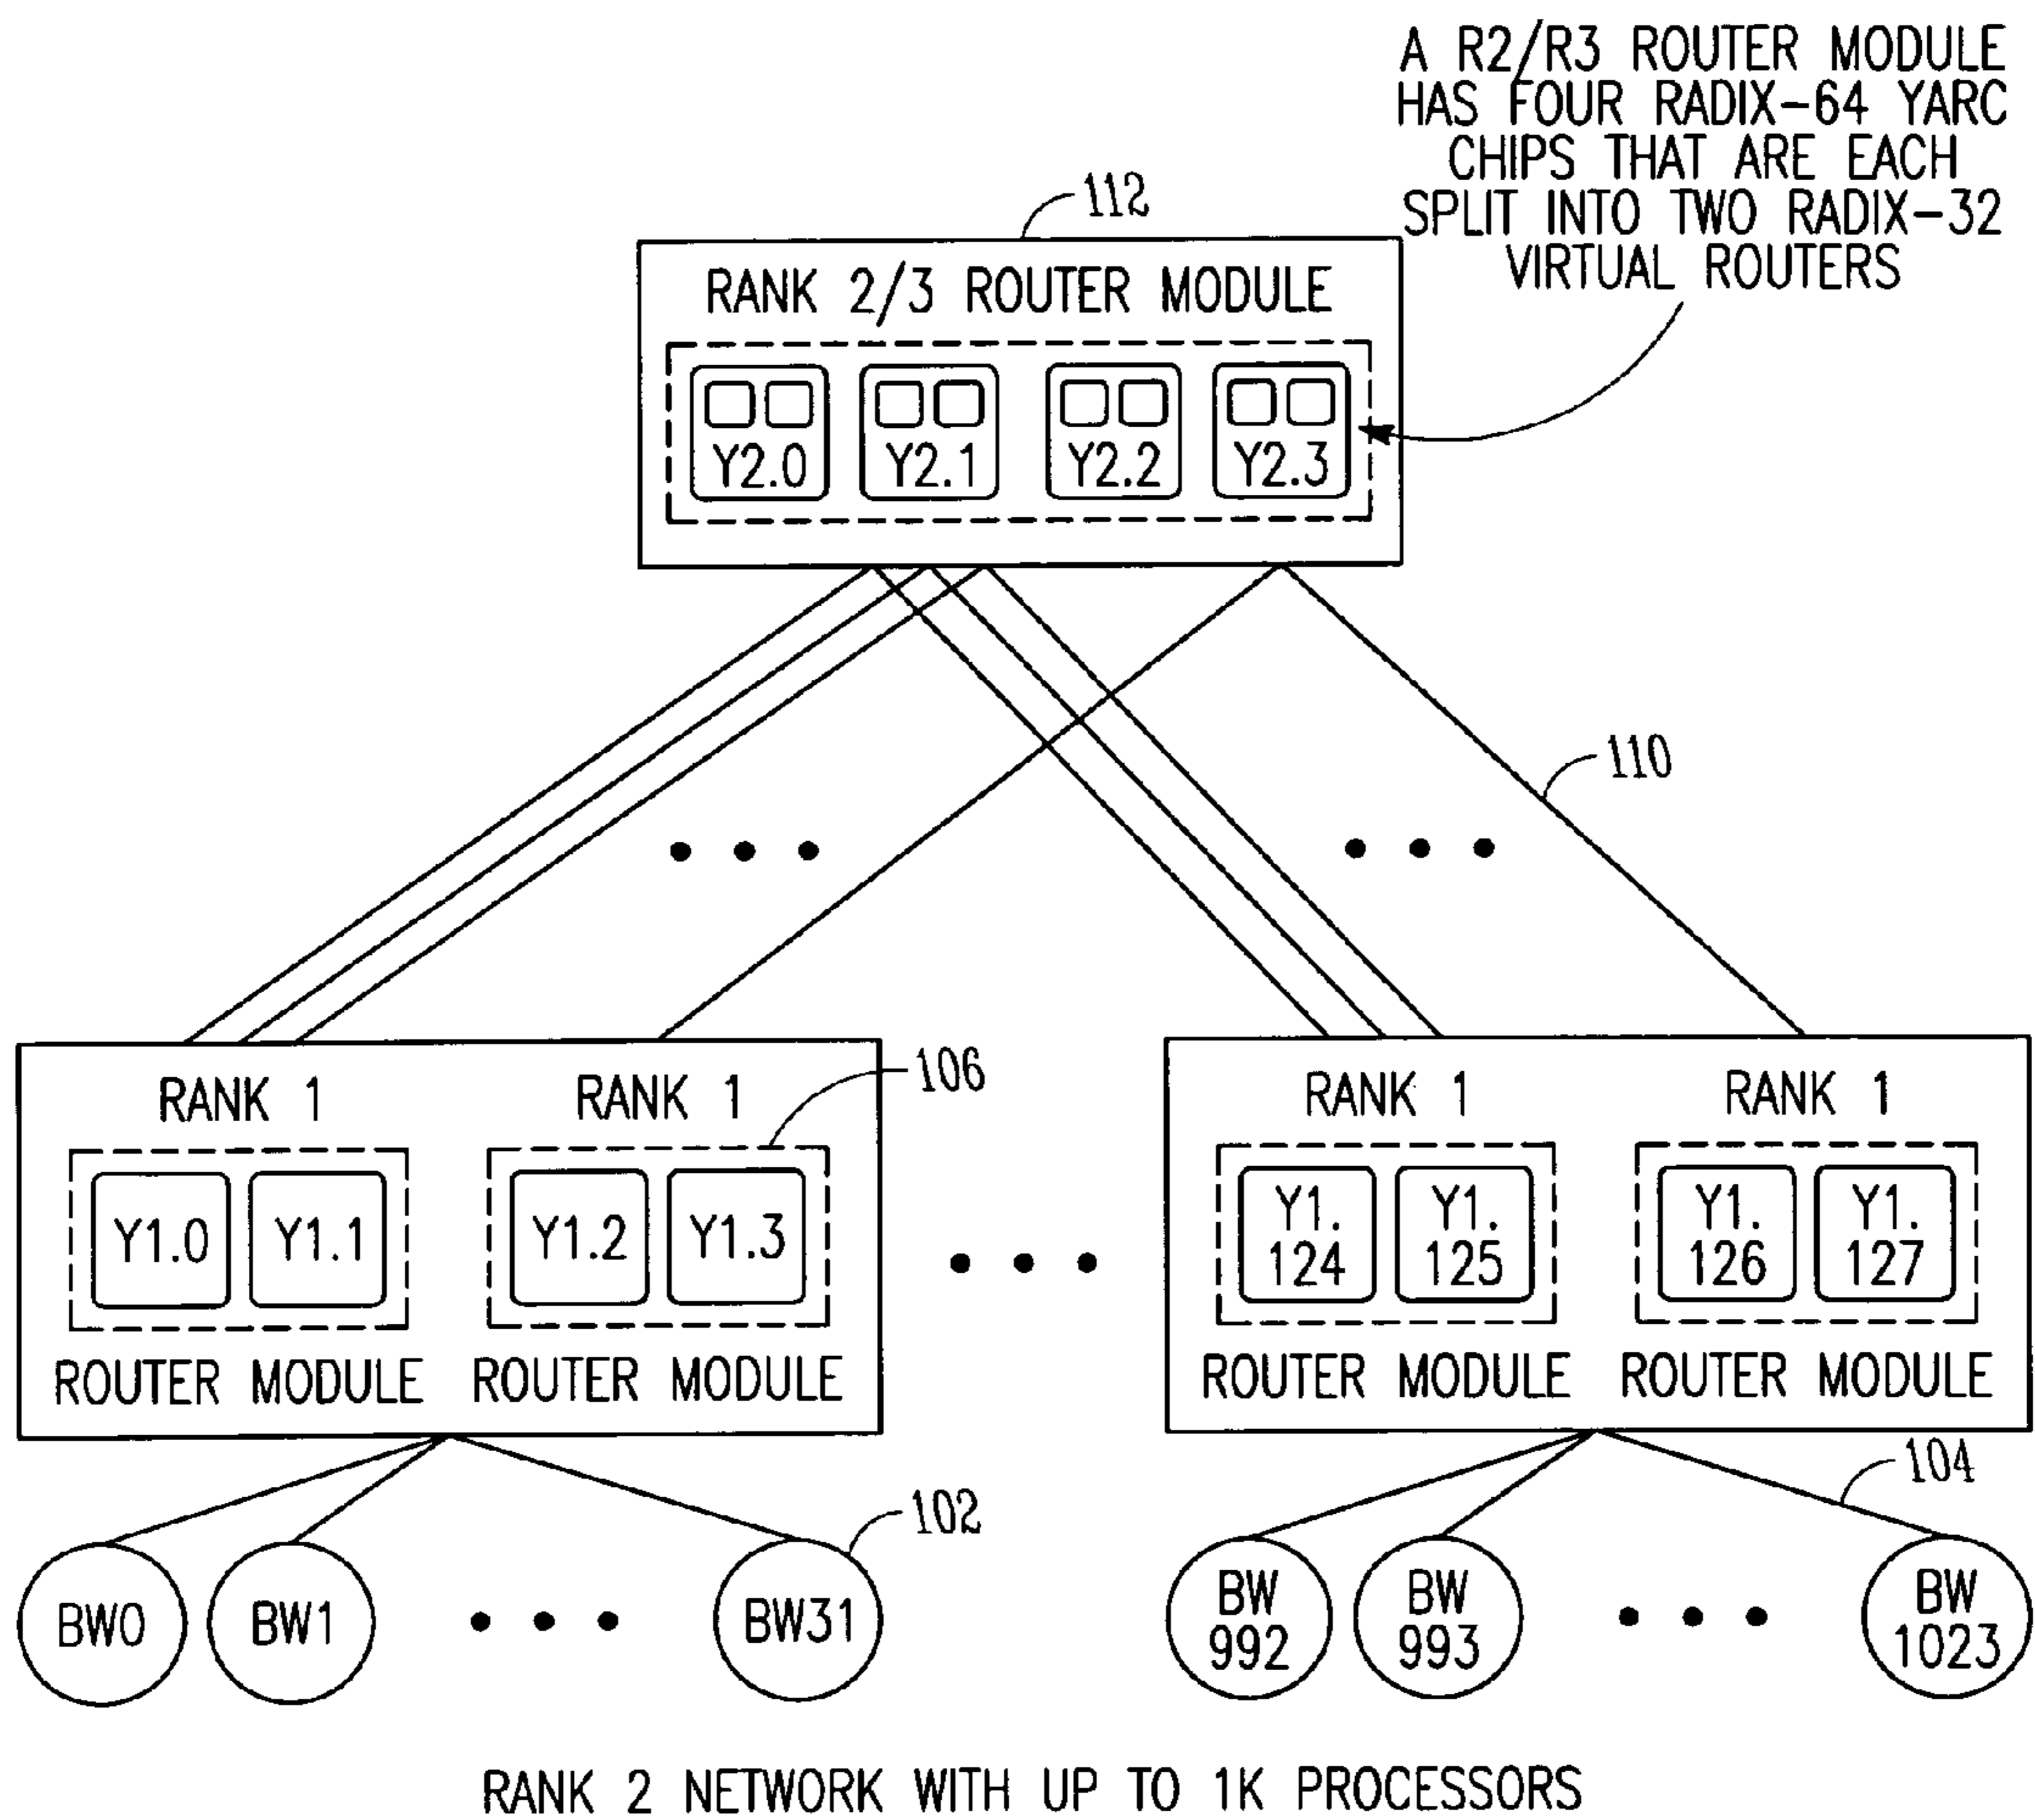 A R2/R3 ROUTER MODULE
HAS FOUR RADIX-64 YARC
CHIPS THAT ARE EACH
SPLIT INTO TWO RADIX-32
VIRTUAL ROUTERS
112
RANK 2/3 ROUTER MODULE
Y2.0 Y2.1 Y2.2 Y2.3
110
RANK 1 RANK 1
106
Y1.0 Y1.1 Y1.2 Y1.3
ROUTER MODULE ROUTER MODULE
RANK 1 RANK 1
Y1. Y1. Y1. Y1.
124 125 126 127
ROUTER MODULE ROUTER MODULE
104
102
BW0 BW1 BW31
BW BW BW
992 993 1023
RANK 2 NETWORK WITH UP TO 1K PROCESSORS